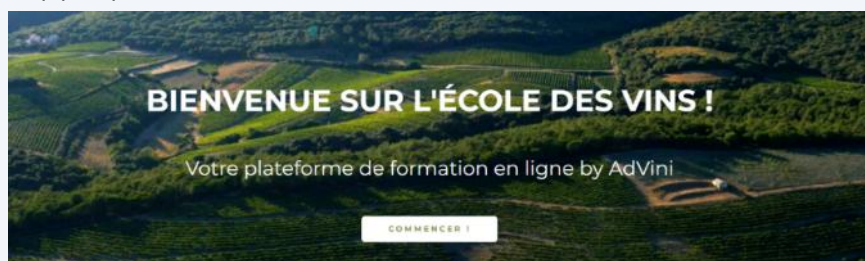 BIENVENUE SUR L'ÉCOLE DES VINS !
Votre plateforme de formation en ligne by AdVini
COMMENCER !